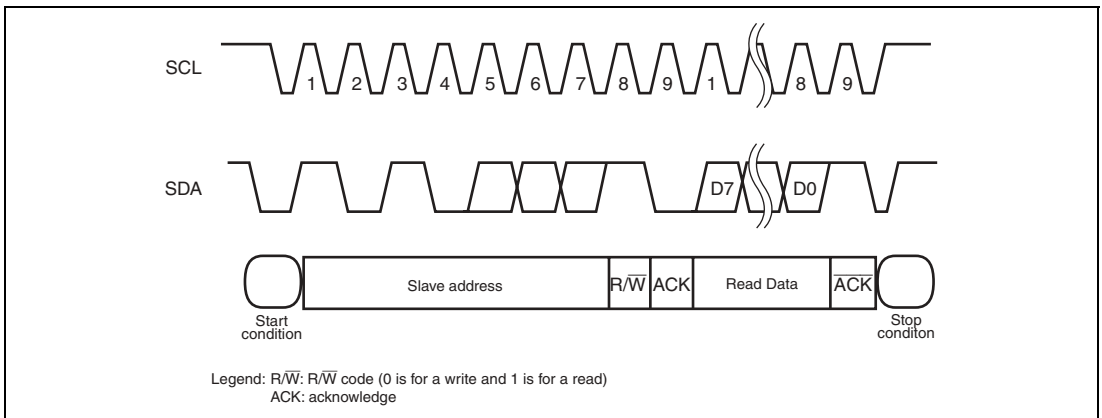 SCL
1 2 3 4 5 6 7 8 9 1 8 9
SDA
D7 D0
Slave address R/W̅ ACK Read Data A̅C̅K̅
Start
condition
Stop
conditon
Legend: R/W̅: R/W̅ code (0 is for a write and 1 is for a read)
ACK: acknowledge